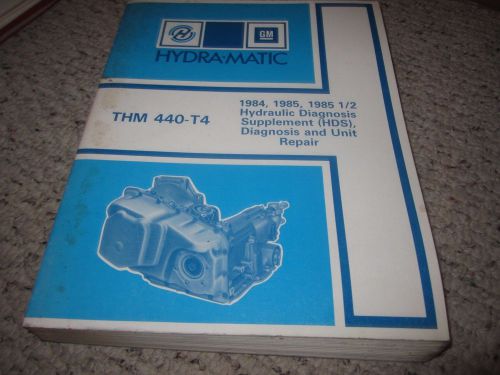 H
GM
HYDRA-MATIC
THM 440-T4
1984, 1985, 1985 1/2
Hydraulic Diagnosis
Supplement (HDS),
Diagnosis and Unit
Repair